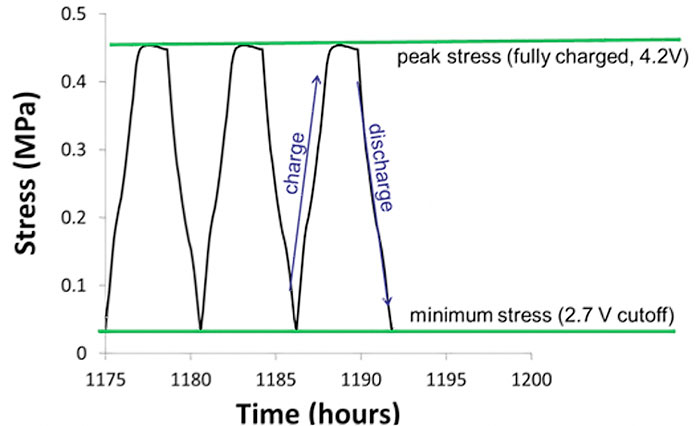 0.5
peak stress (fully charged, 4.2V)
0.4
0.3
charge
discharge
Stress (MPa)
0.2
0.1
minimum stress (2.7 V cutoff)
0
1175 1180 1185 1190 1195 1200
Time (hours)